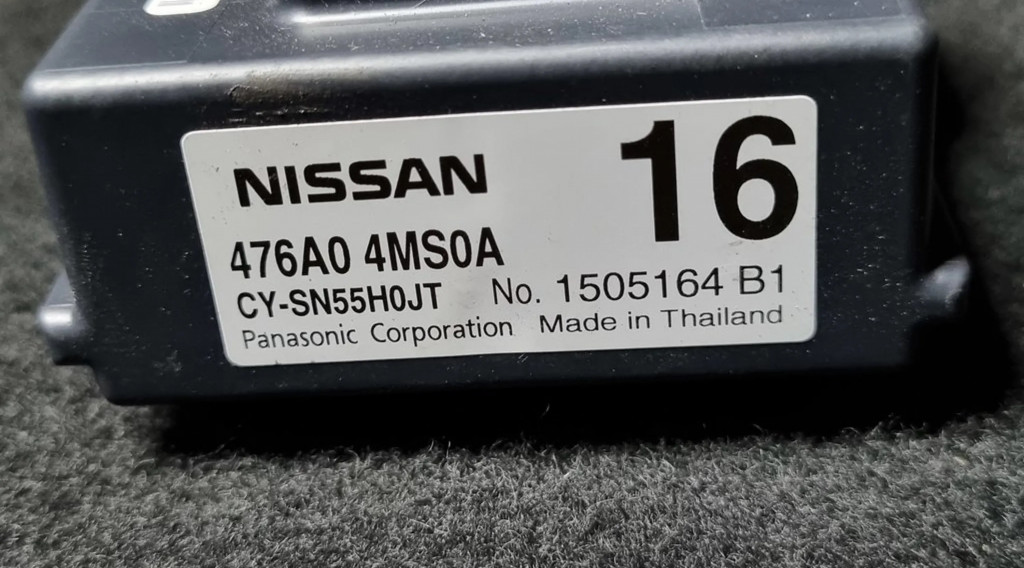 NISSAN 16
476A0 4MS0A
CY-SN55H0JT No. 1505164 B1
Panasonic Corporation Made in Thailand